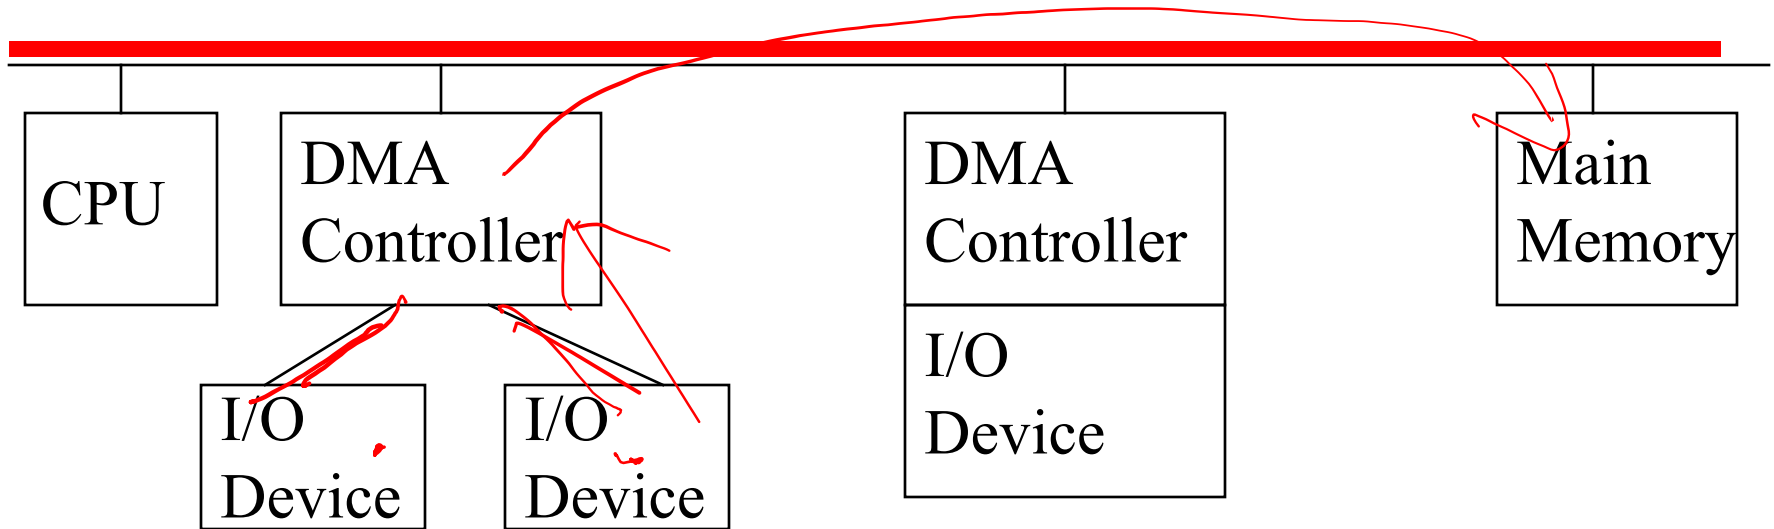 CPU
DMA
Controller
I/O
Device
I/O
Device
DMA
Controller
I/O
Device
Main
Memory